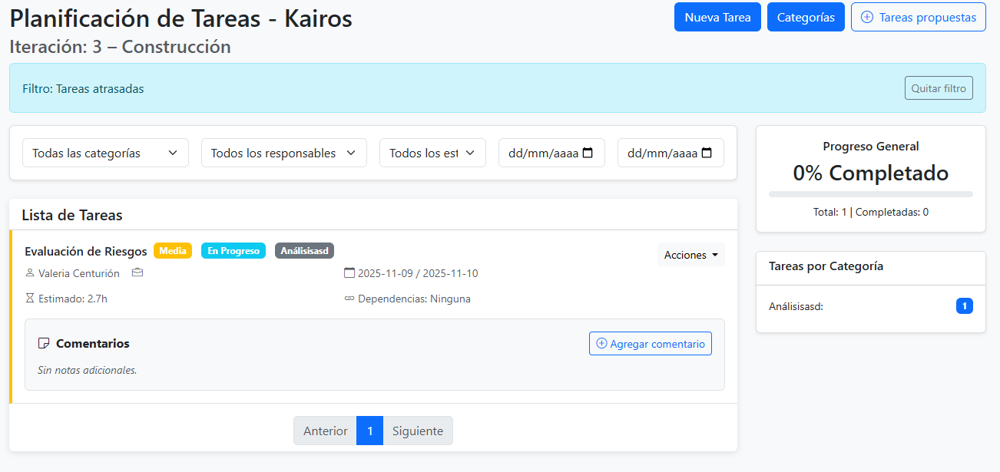 Planificación de Tareas - Kairos
Nueva Tarea
Categorías
Tareas propuestas
Iteración: 3 – Construcción
Filtro: Tareas atrasadas
Quitar filtro
Todas las categorías
Todos los responsables
Todos los est
dd/mm/aaaa
dd/mm/aaaa
Progreso General
0% Completado
Total: 1 | Completadas: 0
Lista de Tareas
Evaluación de Riesgos Media En Progreso Análisisasd
Acciones
Valeria Centurión
2025-11-09 / 2025-11-10
Estimado: 2.7h
Dependencias: Ninguna
Comentarios
Agregar comentario
Sin notas adicionales.
Anterior 1 Siguiente
Tareas por Categoría
Análisisasd: 1